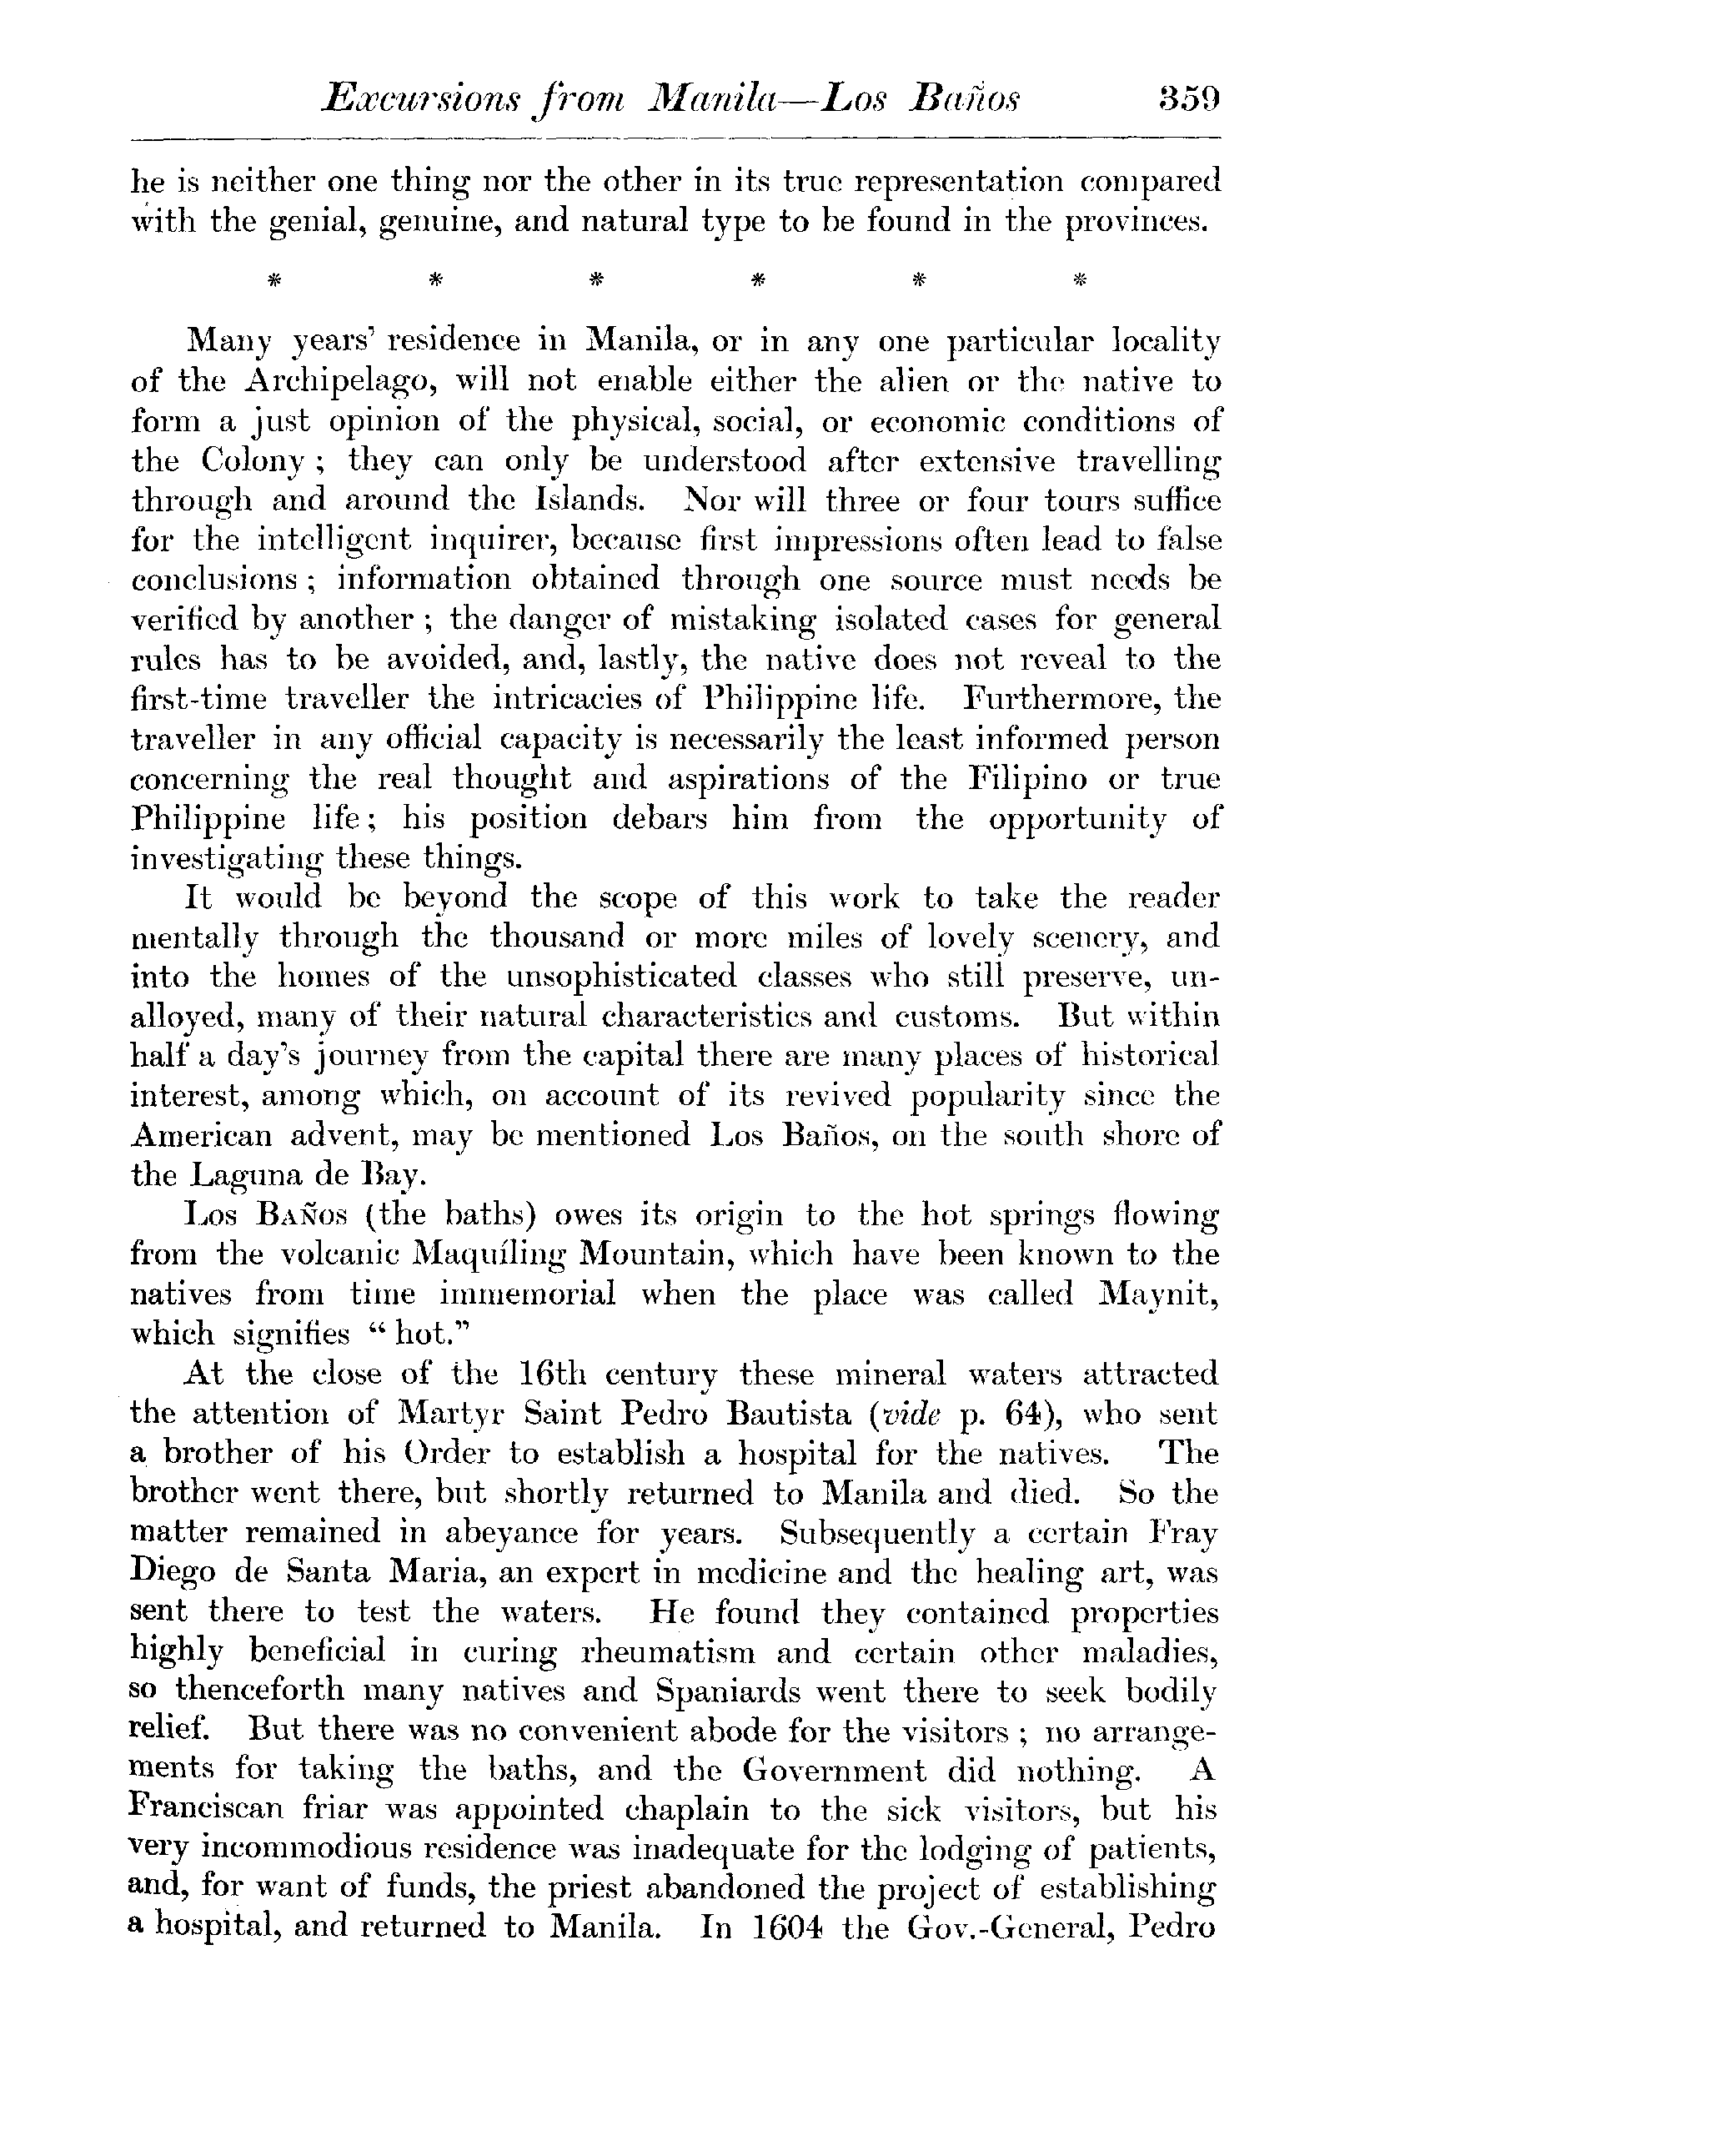 Excursions from Manila—Los Baños 359
he is neither one thing nor the other in its true representation compared
with the genial, genuine, and natural type to be found in the provinces.
* * * * * *
Many years' residence in Manila, or in any one particular locality
of the Archipelago, will not enable either the alien or the native to
form a just opinion of the physical, social, or economic conditions of
the Colony ; they can only be understood after extensive travelling
through and around the Islands. Nor will three or four tours suffice
for the intelligent inquirer, because first impressions often lead to false
conclusions ; information obtained through one source must needs be
verified by another ; the danger of mistaking isolated cases for general
rules has to be avoided, and, lastly, the native does not reveal to the
first-time traveller the intricacies of Philippine life. Furthermore, the
traveller in any official capacity is necessarily the least informed person
concerning the real thought and aspirations of the Filipino or true
Philippine life ; his position debars him from the opportunity of
investigating these things.
It would be beyond the scope of this work to take the reader
mentally through the thousand or more miles of lovely scenery, and
into the homes of the unsophisticated classes who still preserve, un-
alloyed, many of their natural characteristics and customs. But within
half a day's journey from the capital there are many places of historical
interest, among which, on account of its revived popularity since the
American advent, may be mentioned Los Baños, on the south shore of
the Laguna de Bay.
Los Baños (the baths) owes its origin to the hot springs flowing
from the volcanic Maquíling Mountain, which have been known to the
natives from time immemorial when the place was called Maynit,
which signifies " hot."
At the close of the 16th century these mineral waters attracted
the attention of Martyr Saint Pedro Bautista (vide p. 64), who sent
a brother of his Order to establish a hospital for the natives. The
brother went there, but shortly returned to Manila and died. So the
matter remained in abeyance for years. Subsequently a certain Fray
Diego de Santa Maria, an expert in medicine and the healing art, was
sent there to test the waters. He found they contained properties
highly beneficial in curing rheumatism and certain other maladies,
so thenceforth many natives and Spaniards went there to seek bodily
relief. But there was no convenient abode for the visitors ; no arrange-
ments for taking the baths, and the Government did nothing. A
Franciscan friar was appointed chaplain to the sick visitors, but his
very incommodious residence was inadequate for the lodging of patients,
and, for want of funds, the priest abandoned the project of establishing
a hospital, and returned to Manila. In 1604 the Gov.-General, Pedro